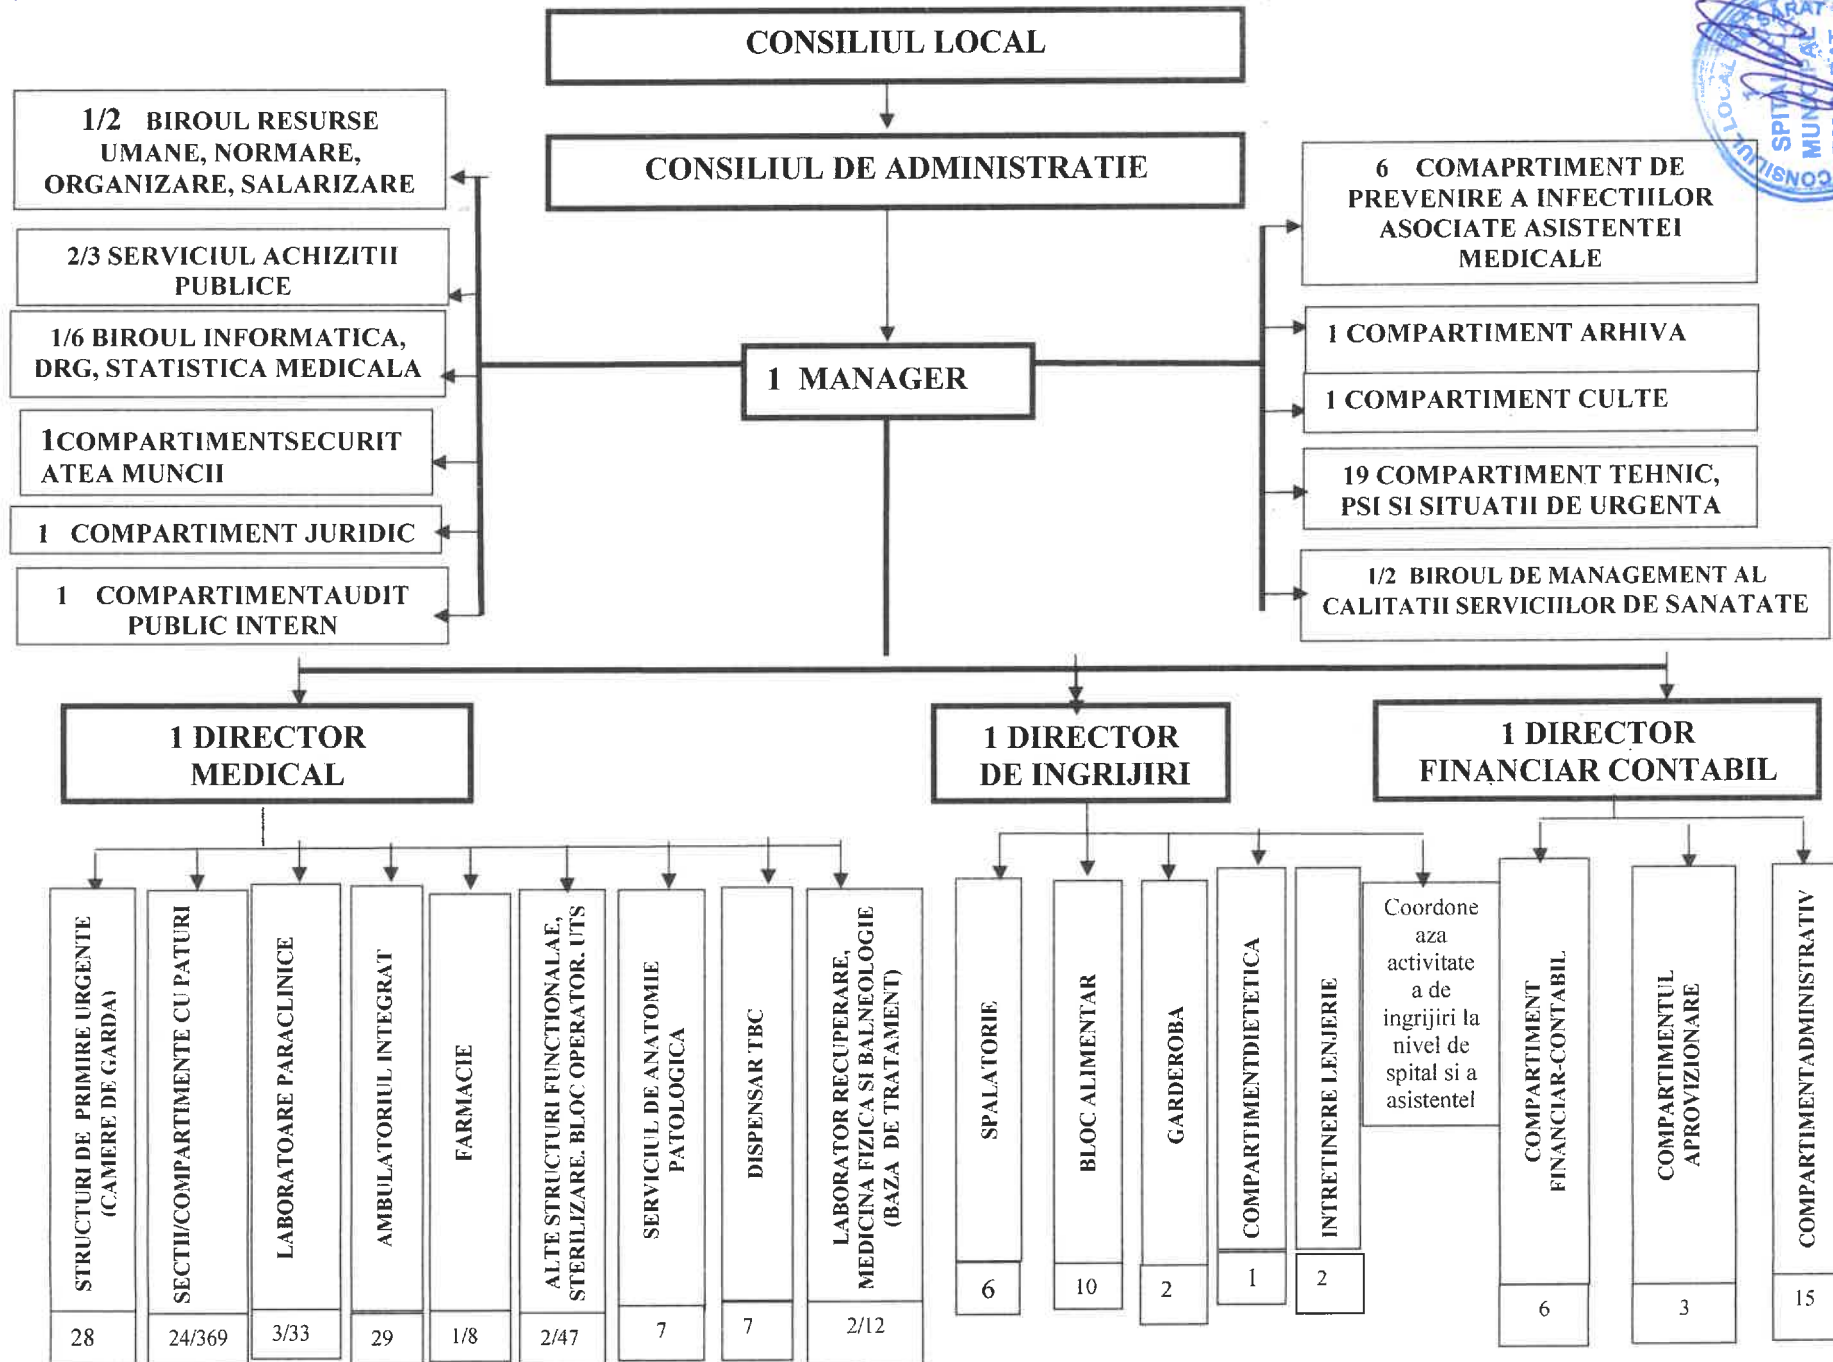 CONSILIUL LOCAL
CONSILIUL DE ADMINISTRATIE
1/2 BIROUL RESURSE
UMANE, NORMARE,
ORGANIZARE, SALARIZARE
2/3 SERVICIUL ACHIZITII
PUBLICE
1/6 BIROUL INFORMATICA,
DRG, STATISTICA MEDICALA
1COMPARTIMENTSECURIT
ATEA MUNCII
1 COMPARTIMENT JURIDIC
1 COMPARTIMENTAUDIT
PUBLIC INTERN
1 MANAGER
CONSILIUL LOCAL
SARAT
SPITAL
MUNICIPAL
6 COMAPRTIMENT DE
PREVENIRE A INFECTIILOR
ASOCIATE ASISTENTEI
MEDICALE
1 COMPARTIMENT ARHIVA
1 COMPARTIMENT CULTE
19 COMPARTIMENT TEHNIC,
PSI SI SITUATII DE URGENTA
1/2 BIROUL DE MANAGEMENT AL
CALITATII SERVICIILOR DE SANATATE
1 DIRECTOR
MEDICAL
1 DIRECTOR
DE INGRIJIRI
1 DIRECTOR
FINANCIAR CONTABIL
STRUCTURI DE PRIMIRE URGENTE
(CAMERE DE GARDA)
28
SECTII/COMPARTIMENTE CU PATURI
24/369
LABORATOARE PARACLINICE
3/33
AMBULATORIUL INTEGRAT
29
FARMACIE
1/8
ALTE STRUCTURI FUNCTIONALAE,
STERILIZARE. BLOC OPERATOR. UTS
2/47
SERVICIUL DE ANATOMIE
PATOLOGICA
7
DISPENSAR TBC
7
LABORATOR RECUPERARE,
MEDICINA FIZICA SI BALNEOLOGIE
(BAZA DE TRATAMENT)
2/12
SPALATORIE
6
BLOC ALIMENTAR
10
GARDEROBA
2
COMPARTIMENTDIETETICA
1
INTRETINERE LENJERIE
2
Coordone
aza
activitate
a de
ingrijiri la
nivel de
spital si a
asistentel
COMPARTIMENT
FINANCIAR-CONTABIL
6
COMPARTIMENTUL
APROVIZIONARE
3
COMPARTIMENTADMINISTRATIV
15